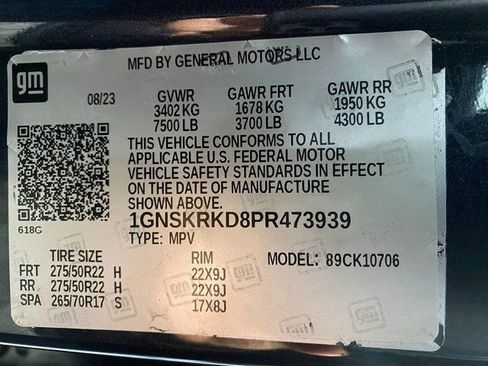 gm
MFD BY GENERAL MOTORS LLC
08/23 GVWR GAWR FRT GAWR RR
3402 KG 1678 KG 1950 KG
7500 LB 3700 LB 4300 LB
THIS VEHICLE CONFORMS TO ALL
APPLICABLE U.S. FEDERAL MOTOR
VEHICLE SAFETY STANDARDS IN EFFECT
ON THE DATE OF MANUFACTURE
SHOWN ABOVE.
618G
1GNSKRKD8PR473939
TYPE: MPV
TIRE SIZE RIM MODEL: 89CK10706
FRT 275/50R22 H 22X9J
RR 275/50R22 H 22X9J
SPA 265/70R17 S 17X8J